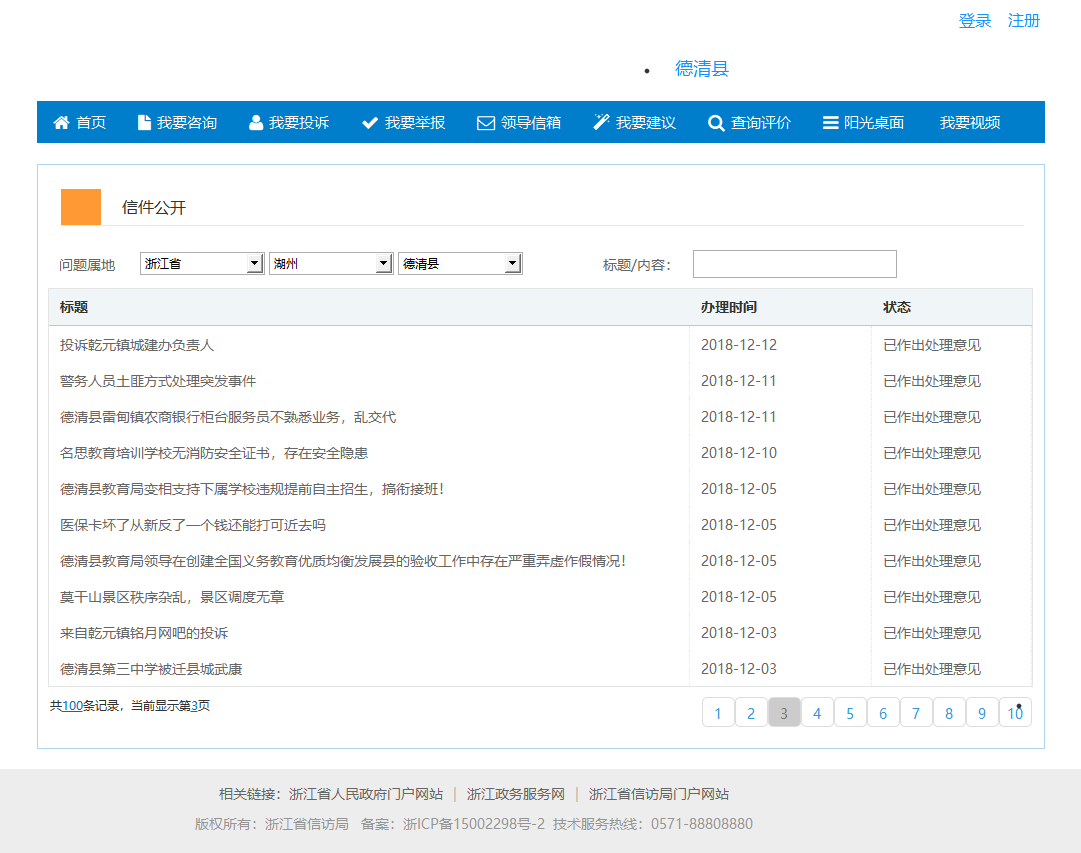 登录 注册
德清县
首页 我要咨询 我要投诉 我要举报 领导信箱 我要建议 查询评价 阳光桌面 我要视频
信件公开
问题属地 浙江省 湖州 德清县 标题/内容：
标题 办理时间 状态
投诉乾元镇城建办负责人 2018-12-12 已作出处理意见
警务人员土匪方式处理突发事件 2018-12-11 已作出处理意见
德清县雷甸镇农商银行柜台服务员不熟悉业务，乱交代 2018-12-11 已作出处理意见
名思教育培训学校无消防安全证书，存在安全隐患 2018-12-10 已作出处理意见
德清县教育局变相支持下属学校违规提前自主招生，搞衔接班！ 2018-12-05 已作出处理意见
医保卡坏了从新反了一个钱还能打可近去吗 2018-12-05 已作出处理意见
德清县教育局领导在创建全国义务教育优质均衡发展县的验收工作中存在严重弄虚作假情况！ 2018-12-05 已作出处理意见
莫干山景区秩序杂乱，景区调度无章 2018-12-05 已作出处理意见
来自乾元镇铭月网吧的投诉 2018-12-03 已作出处理意见
德清县第三中学被迁县城武康 2018-12-03 已作出处理意见
共100条记录，当前显示第3页 1 2 3 4 5 6 7 8 9 10
相关链接：浙江省人民政府门户网站 | 浙江政务服务网 | 浙江省信访局门户网站
版权所有：浙江省信访局 备案：浙ICP备15002298号-2 技术服务热线：0571-88808880